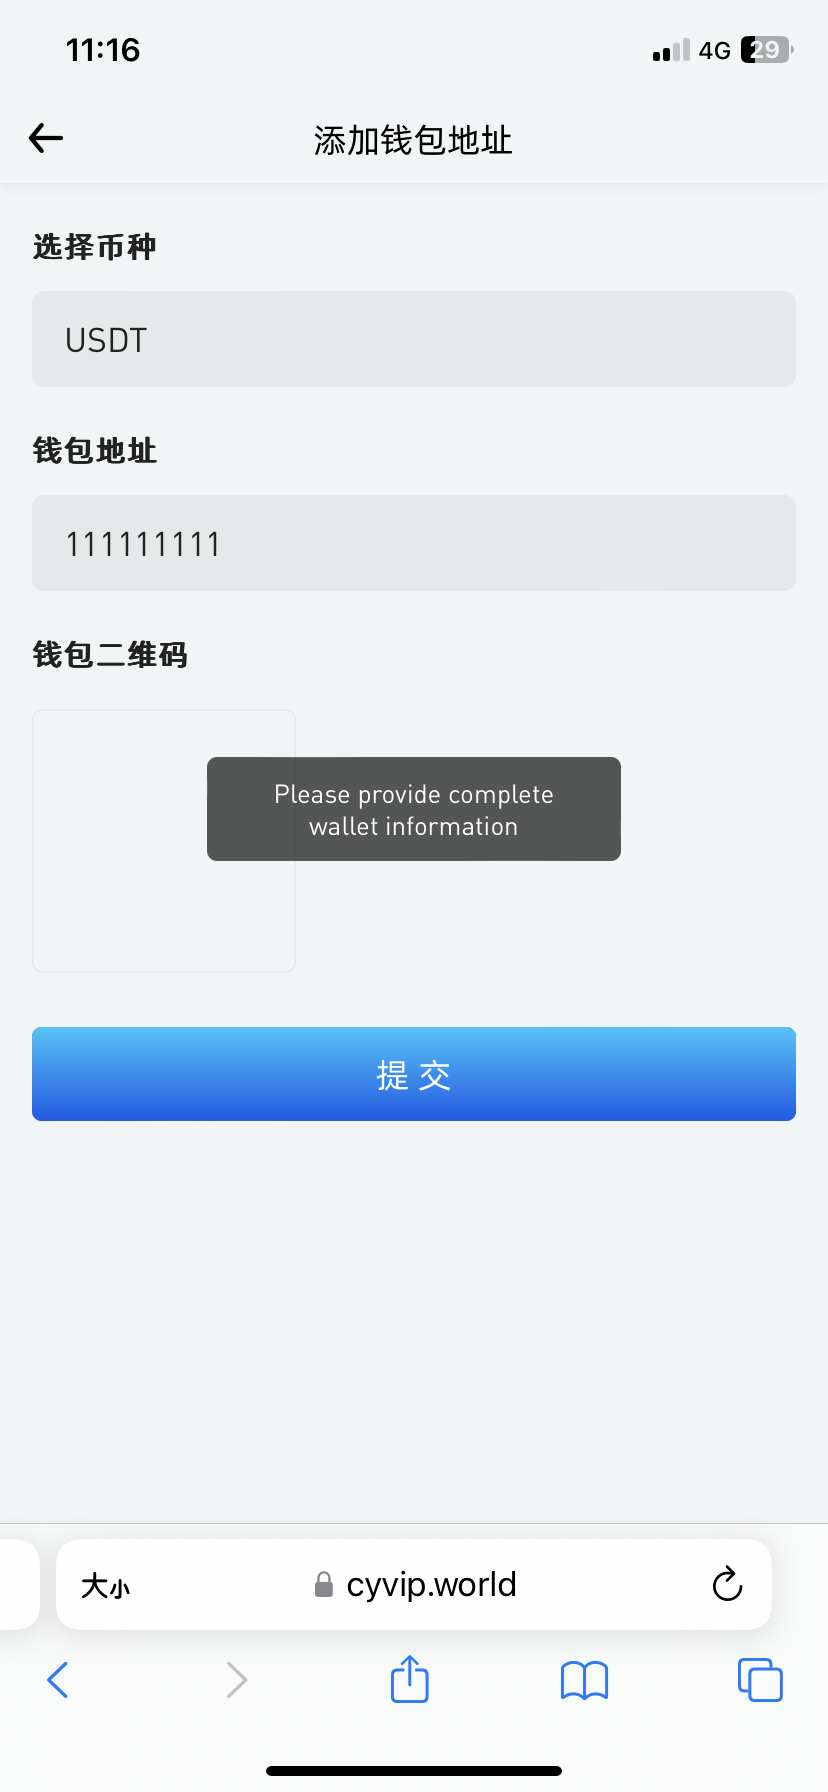 11:16
4G 29
添加钱包地址
选择币种
USDT
钱包地址
111111111
钱包二维码
Please provide complete
wallet information
提 交
大小 cyvip.world